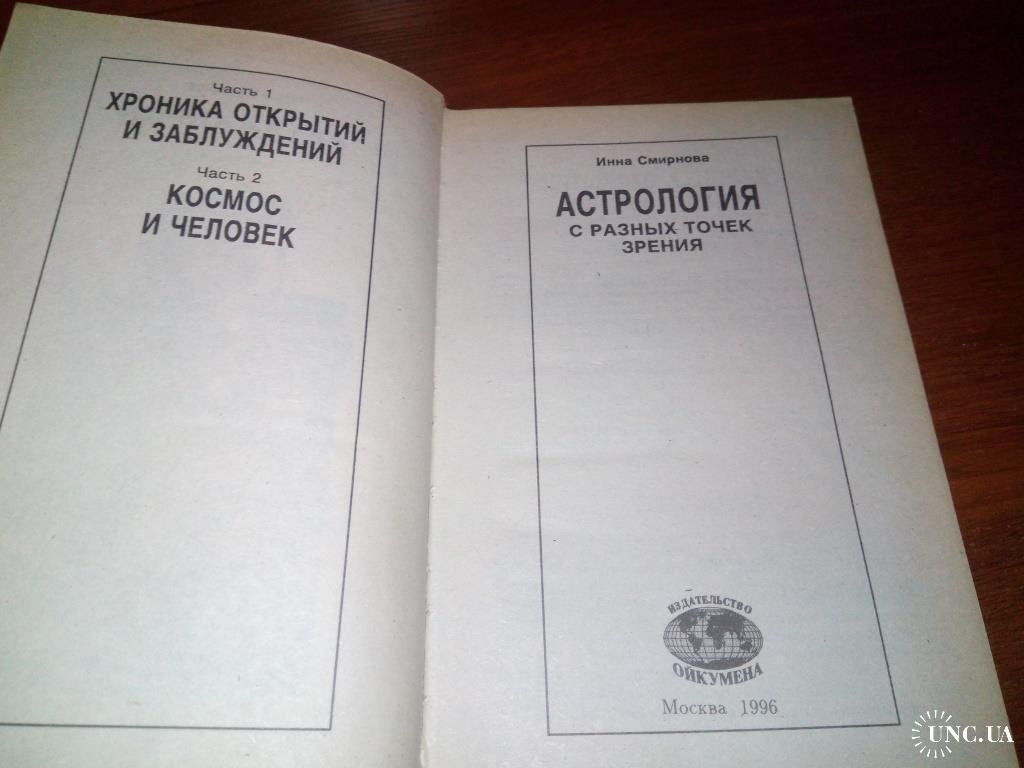 Часть 1
ХРОНИКА ОТКРЫТИЙ
И ЗАБЛУЖДЕНИЙ
Часть 2
КОСМОС
И ЧЕЛОВЕК
Инна Смирнова
АСТРОЛОГИЯ
С РАЗНЫХ ТОЧЕК
ЗРЕНИЯ
ИЗДАТЕЛЬСТВО
ОЙКУМЕНА
Москва 1996
UNC.UA